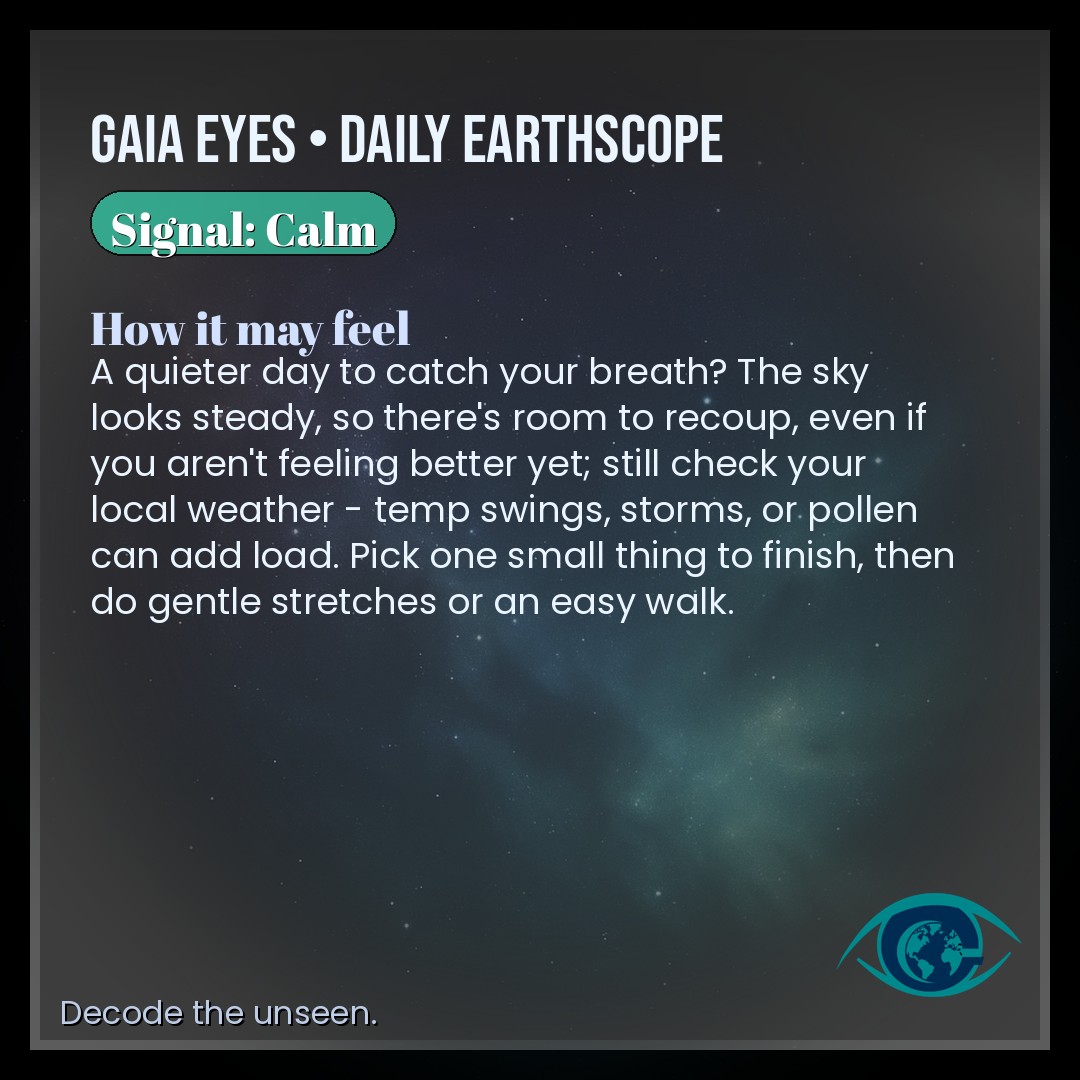 GAIA EYES • DAILY EARTHSCOPE
Signal: Calm
How it may feel
A quieter day to catch your breath? The sky
looks steady, so there's room to recoup, even if
you aren't feeling better yet; still check your
local weather - temp swings, storms, or pollen
can add load. Pick one small thing to finish, then
do gentle stretches or an easy walk.
Decode the unseen.